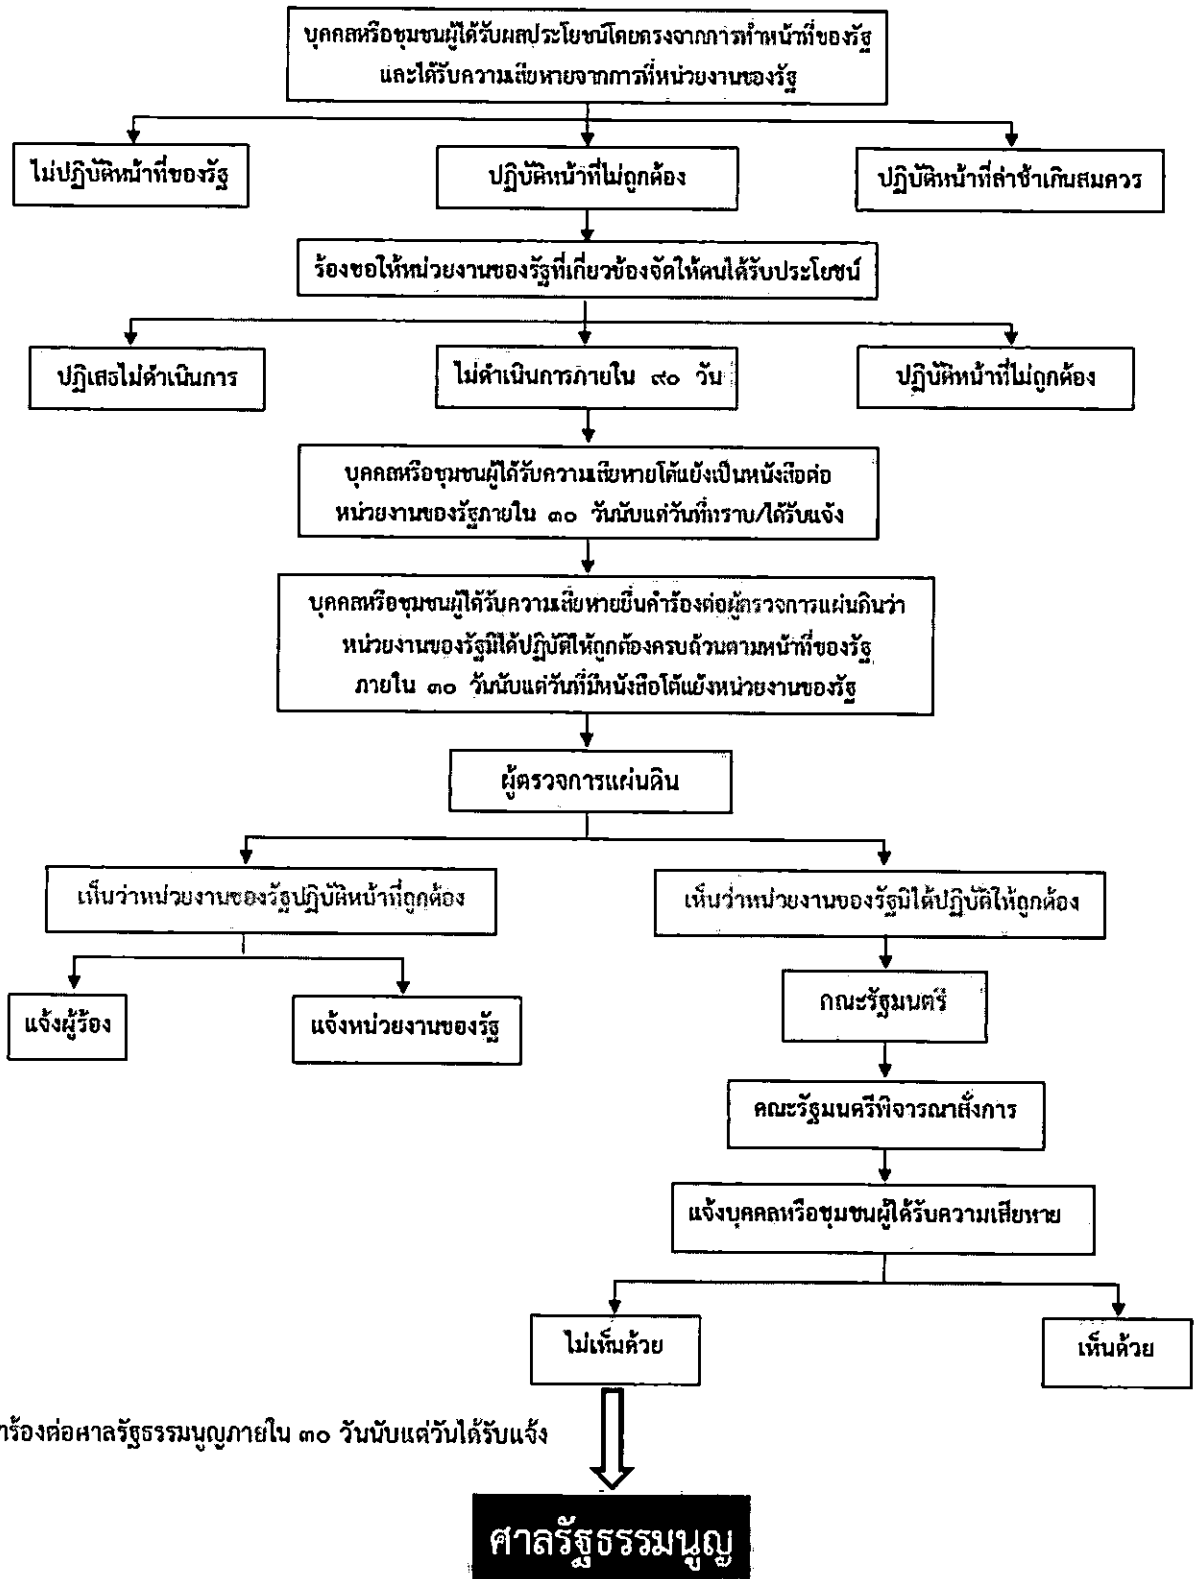 บุคคลหรือชุมชนผู้ได้รับผลประโยชน์โดยตรงจากการทำหน้าที่ของรัฐ
และได้รับความเสียหายจากการที่หน่วยงานของรัฐ
ไม่ปฏิบัติหน้าที่ของรัฐ
ปฏิบัติหน้าที่ไม่ถูกต้อง
ปฏิบัติหน้าที่ล่าช้าเกินสมควร
ร้องขอให้หน่วยงานของรัฐที่เกี่ยวข้องจัดให้ตนได้รับประโยชน์
ปฏิเสธไม่ดำเนินการ
ไม่ดำเนินการภายใน ๙๐ วัน
ปฏิบัติหน้าที่ไม่ถูกต้อง
บุคคลหรือชุมชนผู้ได้รับความเสียหายโต้แย้งเป็นหนังสือต่อ
หน่วยงานของรัฐภายใน ๓๐ วันนับแต่วันที่ทราบ/ได้รับแจ้ง
บุคคลหรือชุมชนผู้ได้รับความเสียหายยื่นคำร้องต่อผู้ตรวจการแผ่นดินว่า
หน่วยงานของรัฐมิได้ปฏิบัติให้ถูกต้องครบถ้วนตามหน้าที่ของรัฐ
ภายใน ๓๐ วันนับแต่วันที่มีหนังสือโต้แย้งหน่วยงานของรัฐ
ผู้ตรวจการแผ่นดิน
เห็นว่าหน่วยงานของรัฐปฏิบัติหน้าที่ถูกต้อง
เห็นว่าหน่วยงานของรัฐมิได้ปฏิบัติให้ถูกต้อง
แจ้งผู้ร้อง
แจ้งหน่วยงานของรัฐ
คณะรัฐมนตรี
คณะรัฐมนตรีพิจารณาสั่งการ
แจ้งบุคคลหรือชุมชนผู้ได้รับความเสียหาย
ไม่เห็นด้วย
เห็นด้วย
ร้องต่อศาลรัฐธรรมนูญภายใน ๓๐ วันนับแต่วันได้รับแจ้ง
ศาลรัฐธรรมนูญ